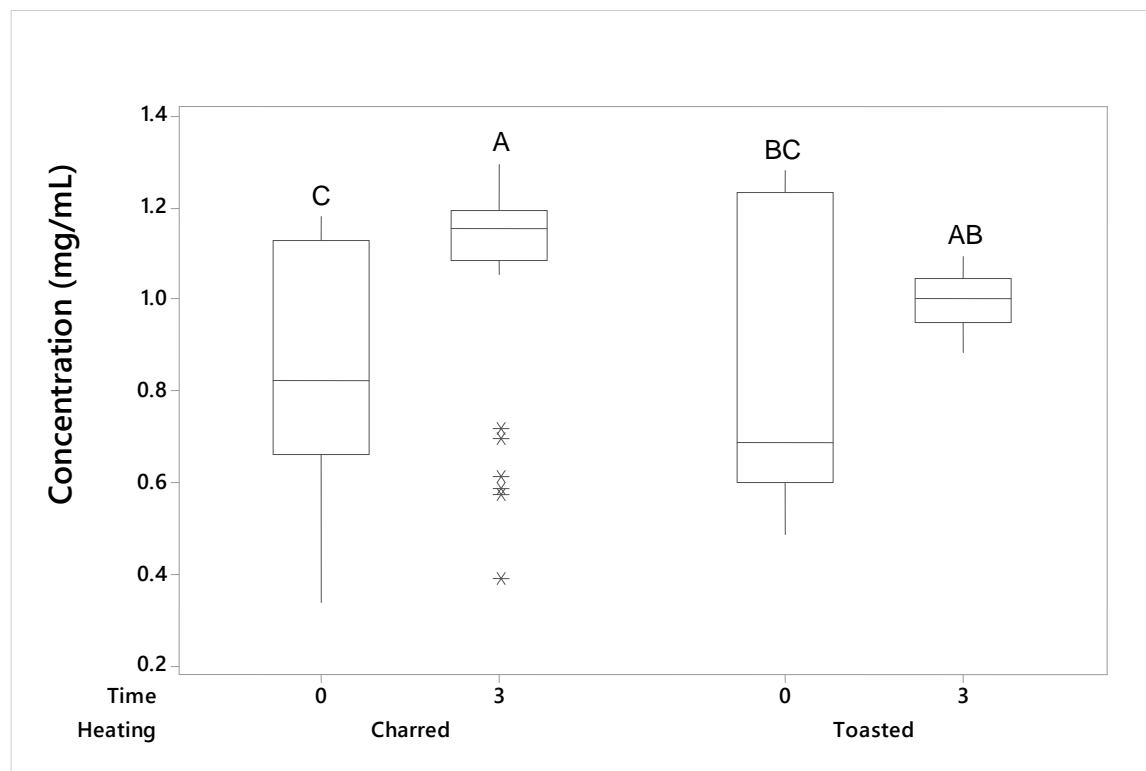 Concentration (mg/mL)
1.4
1.2
1.0
0.8
0.6
0.4
0.2
C
A
BC
AB
Time 0 3 0 3
Heating Charred Toasted